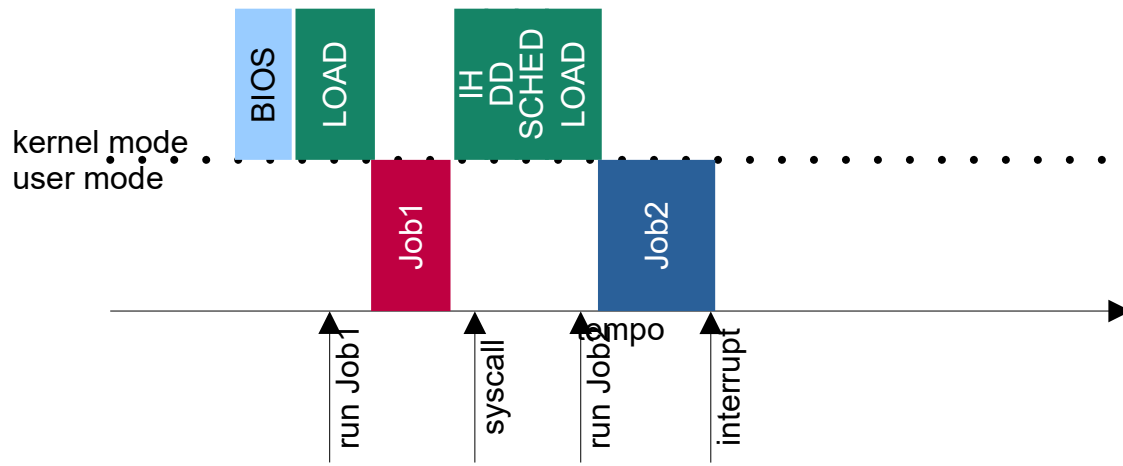 BIOS
LOAD
IH
DD
SCHED
LOAD
kernel mode
user mode
Job1
Job2
tempo
run Job1
syscall
run Job2
interrupt